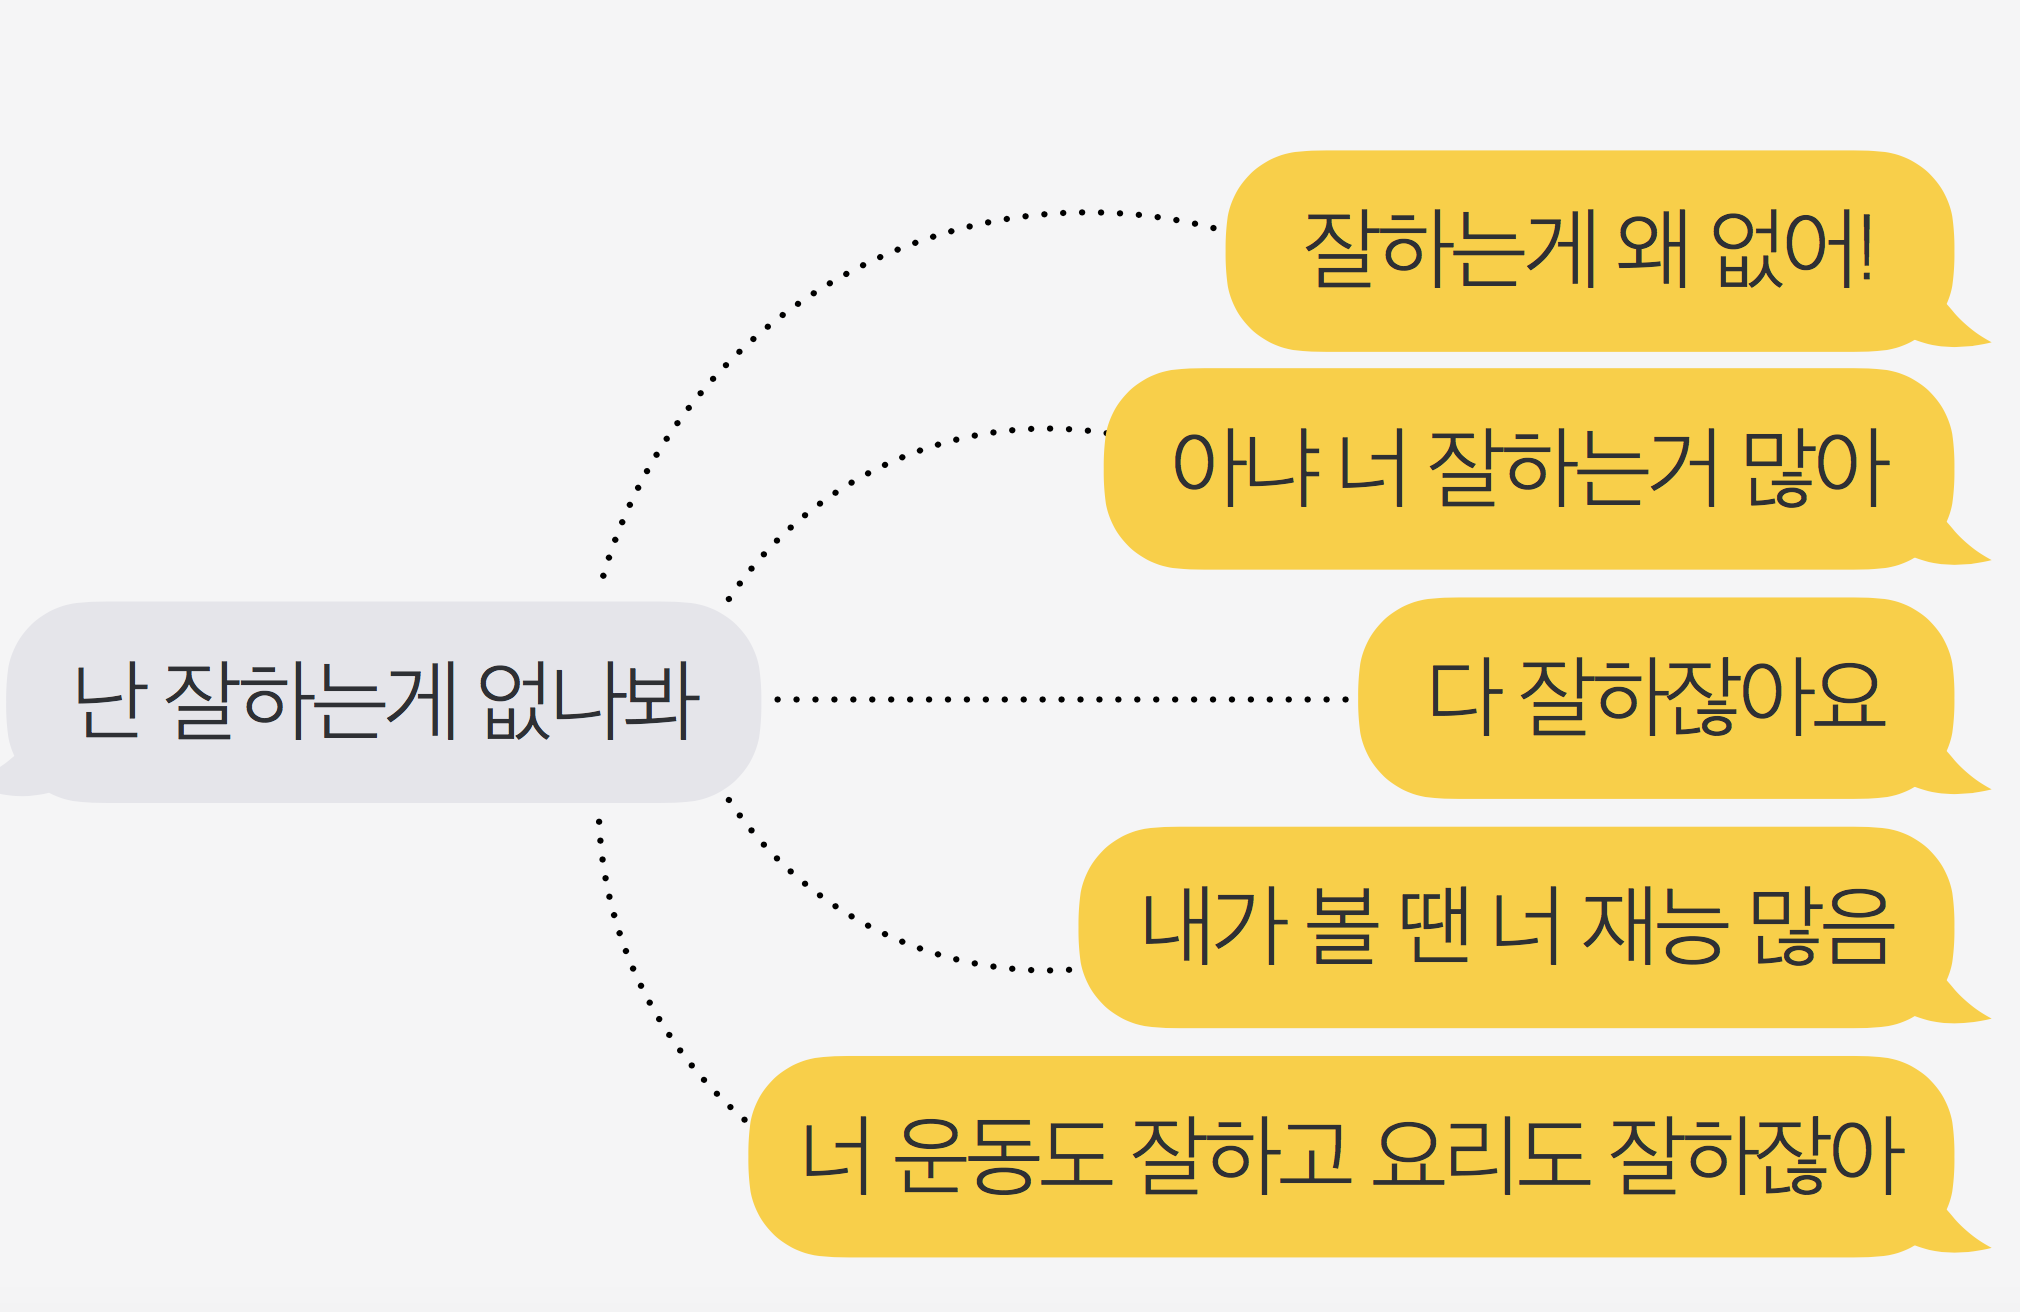 잘하는게 왜 없어!
아냐 너 잘하는거 많아
난 잘하는게 없나봐
다 잘하잖아요
내가 볼 땐 너 재능 많음
너 운동도 잘하고 요리도 잘하잖아